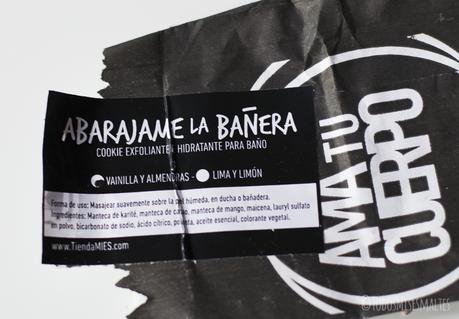 ABARAJAME LA BAÑERA
COOKIE EXFOLIANTE + HIDRATANTE PARA BAÑO
VAINILLA Y ALMENDRAS - LIMA Y LIMÓN
Forma de uso: Masajear suavemente sobre la piel húmeda, en ducha o bañadera.
Ingredientes: Manteca de karité, manteca de cacao, manteca de mango, maicena, lauryl sulfato
en polvo, bicarbonato de sodio, ácido cítrico, povinta, aceite esencial, colorante vegetal.
www.TiendaMIES.com
AMA TU
CUERPO
©TODOSMISESMALTES